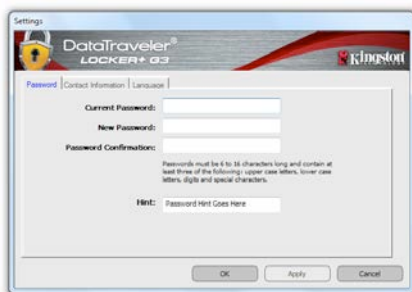 Settings
DataTraveler®
LOCKER+ G3
Kingston
Password
Contact Information
Language
Current Password:
New Password:
Password Confirmation:
Passwords must be 6 to 16 characters long and contain at
least three of the following: upper case letters, lower case
letters, digits and special characters.
Hint: Password Hint Goes Here
OK
Apply
Cancel